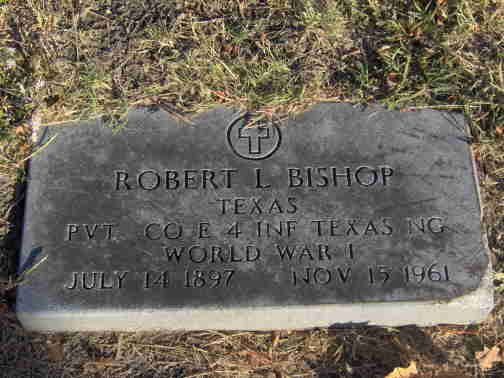 ROBERT L BISHOP
TEXAS
PVT CO E 4 INF TEXAS NG
WORLD WAR I
JULY 14 1897 NOV 15 1961